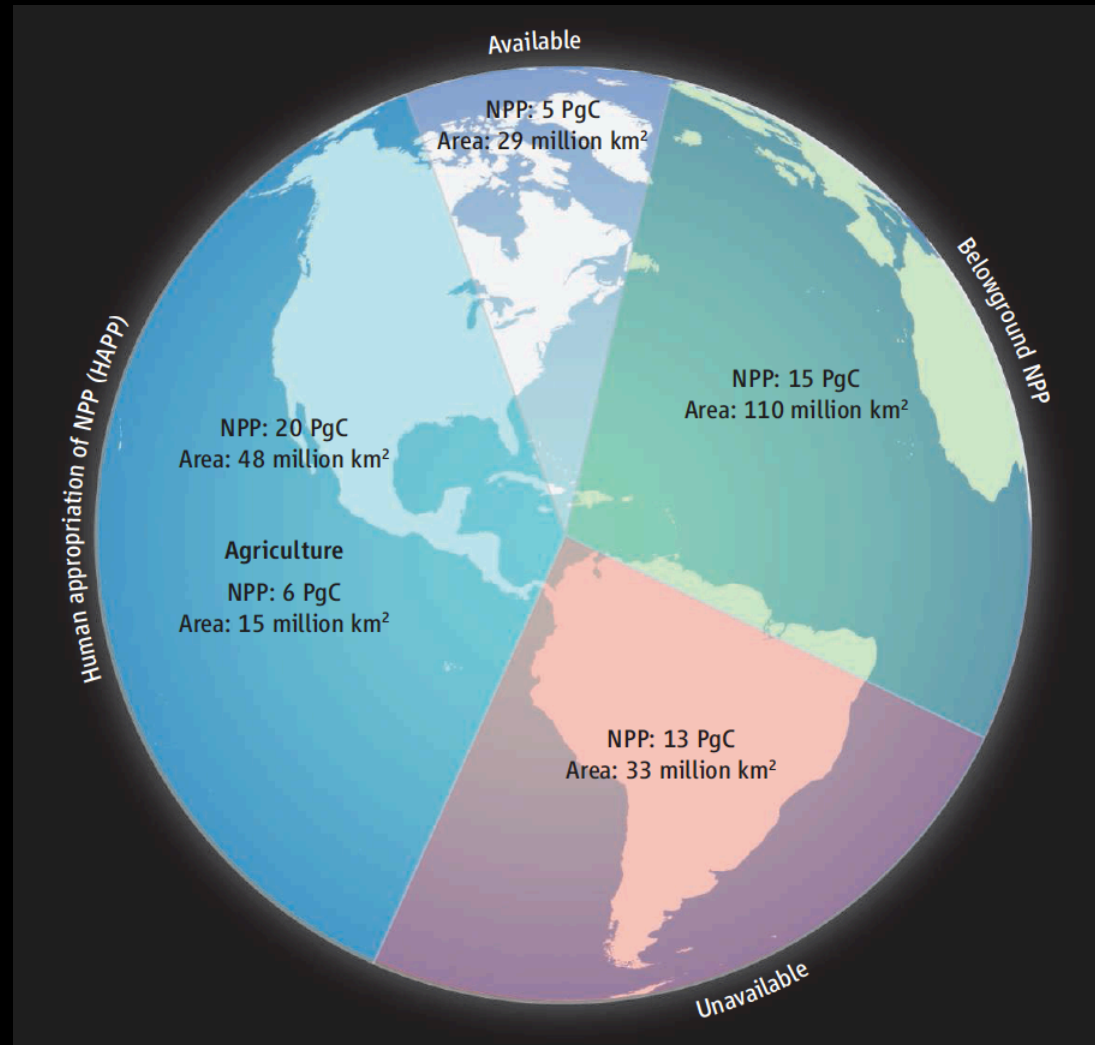 Available
NPP: 5 PgC
Area: 29 million km²
Belowground NPP
NPP: 15 PgC
Area: 110 million km²
Human appropriation of NPP (HAPP)
NPP: 20 PgC
Area: 48 million km²
Agriculture
NPP: 6 PgC
Area: 15 million km²
NPP: 13 PgC
Area: 33 million km²
Unavailable